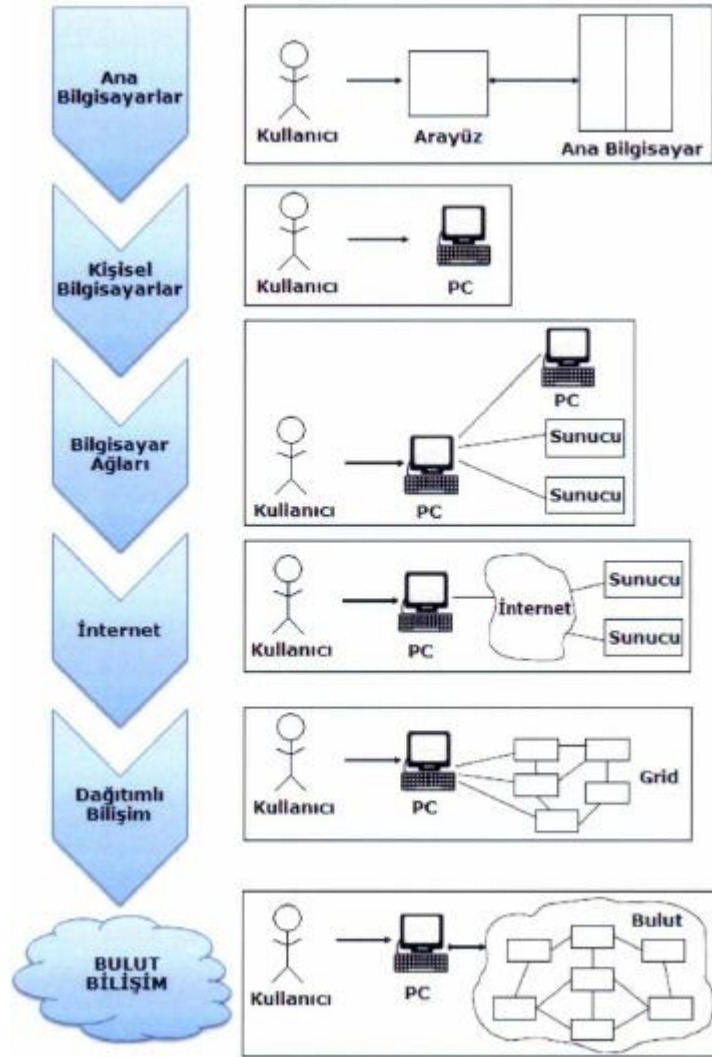 Ana
Bilgisayarlar
Kullanıcı
Arayüz
Ana Bilgisayar
Kişisel
Bilgisayarlar
Kullanıcı
PC
Bilgisayar
Ağları
Kullanıcı
PC
PC
Sunucu
Sunucu
İnternet
Kullanıcı
PC
İnternet
Sunucu
Sunucu
Dağıtımlı
Bilişim
Kullanıcı
PC
Grid
BULUT
BİLİŞİM
Kullanıcı
PC
Bulut